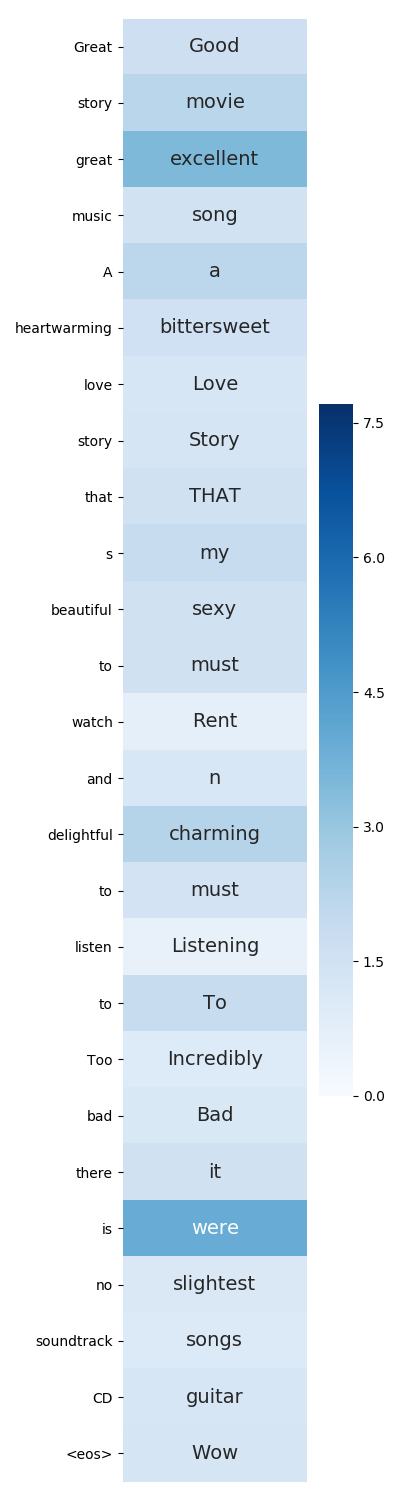 Great Good
story movie
great excellent
music song
A a
heartwarming bittersweet
love Love
story Story
that THAT
s my
beautiful sexy
to must
watch Rent
and n
delightful charming
to must
listen Listening
to To
Too Incredibly
bad Bad
there it
is were
no slightest
soundtrack songs
CD guitar
<eos> Wow
7.5
6.0
4.5
3.0
1.5
0.0